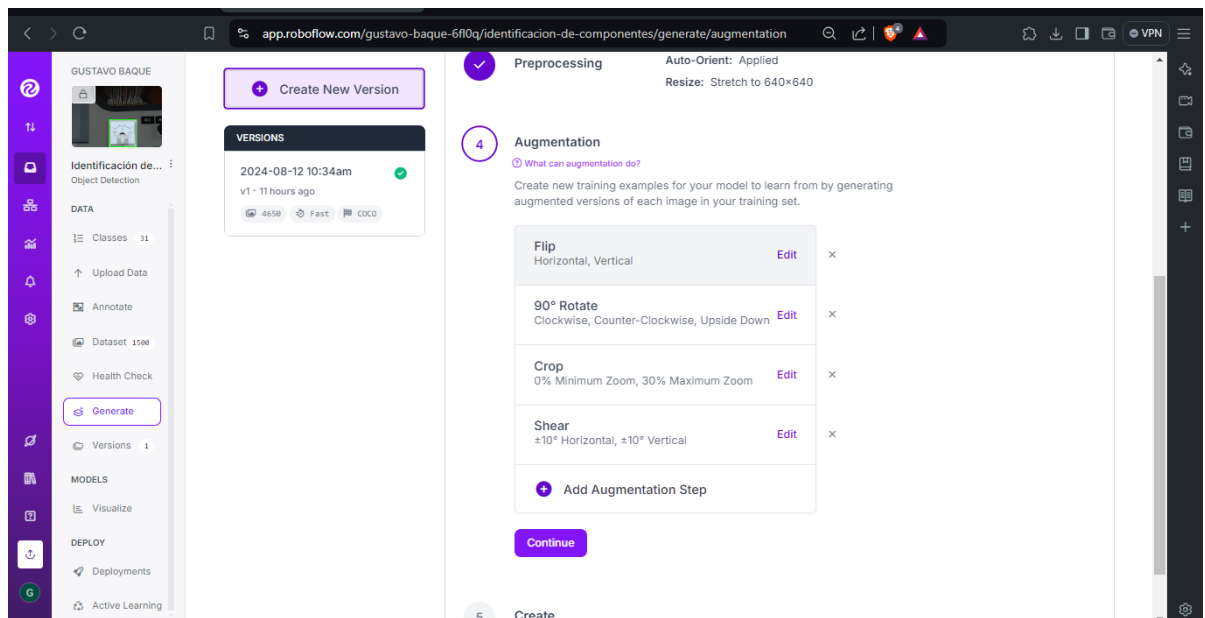 app.roboflow.com/gustavo-baque-6fl0q/identificacion-de-componentes/generate/augmentation
4
VPN
GUSTAVO BAQUE
Identificación de...
Object Detection
DATA
Classes 31
Upload Data
Annotate
Dataset 1500
Health Check
Generate
Versions 1
MODELS
Visualize
DEPLOY
Deployments
Active Learning
G
Create New Version
VERSIONS
2024-08-12 10:34am
v1 · 11 hours ago
4650 Fast COCO
Preprocessing
Auto-Orient: Applied
Resize: Stretch to 640×640
4
Augmentation
What can augmentation do?
Create new training examples for your model to learn from by generating
augmented versions of each image in your training set.
Flip
Horizontal, Vertical
Edit
90° Rotate
Clockwise, Counter-Clockwise, Upside Down
Edit
Crop
0% Minimum Zoom, 30% Maximum Zoom
Edit
Shear
±10° Horizontal, ±10° Vertical
Edit
Add Augmentation Step
Continue
5
Create